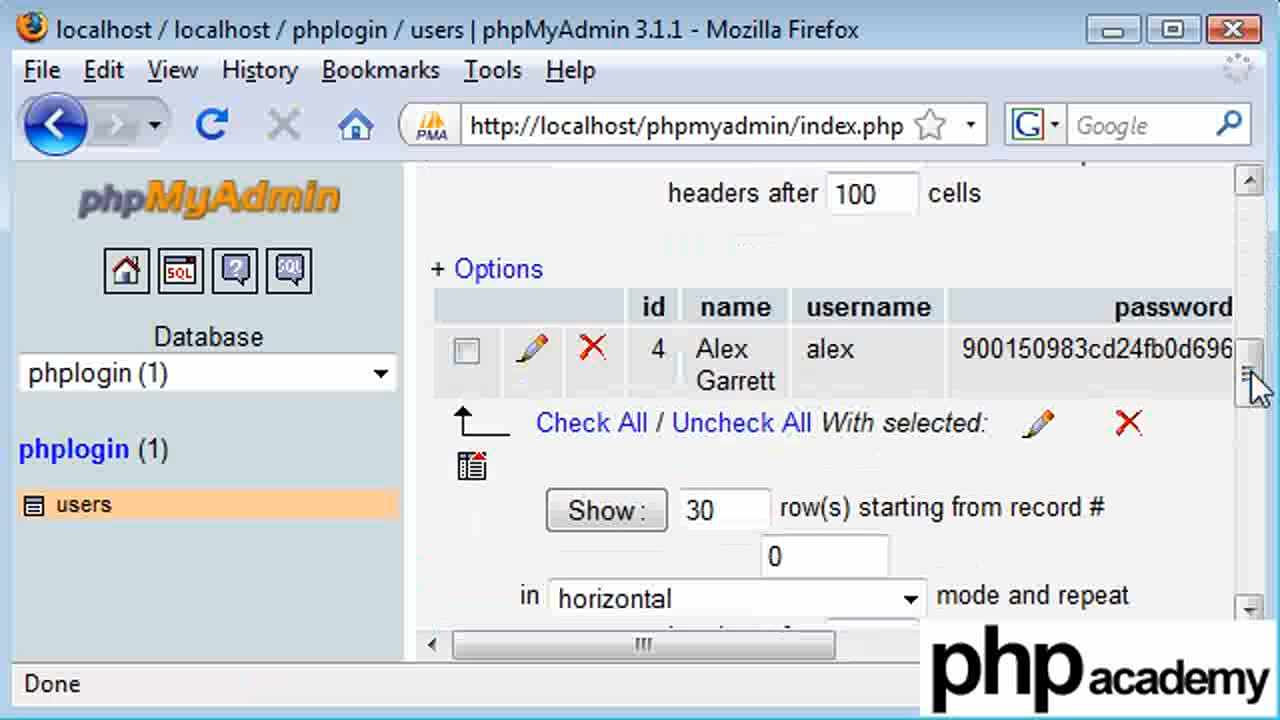 localhost / localhost / phplogin / users | phpMyAdmin 3.1.1 - Mozilla Firefox
File Edit View History Bookmarks Tools Help
PMA http://localhost/phpmyadmin/index.php G Google
phpMyAdmin
headers after 100 cells
SQL ? SQL
+ Options
Database
id name username password
phplogin (1)
4 Alex Garrett alex 900150983cd24fb0d696
Check All / Uncheck All With selected:
phplogin (1)
users
Show : 30 row(s) starting from record #
0
in horizontal mode and repeat
Done
php academy